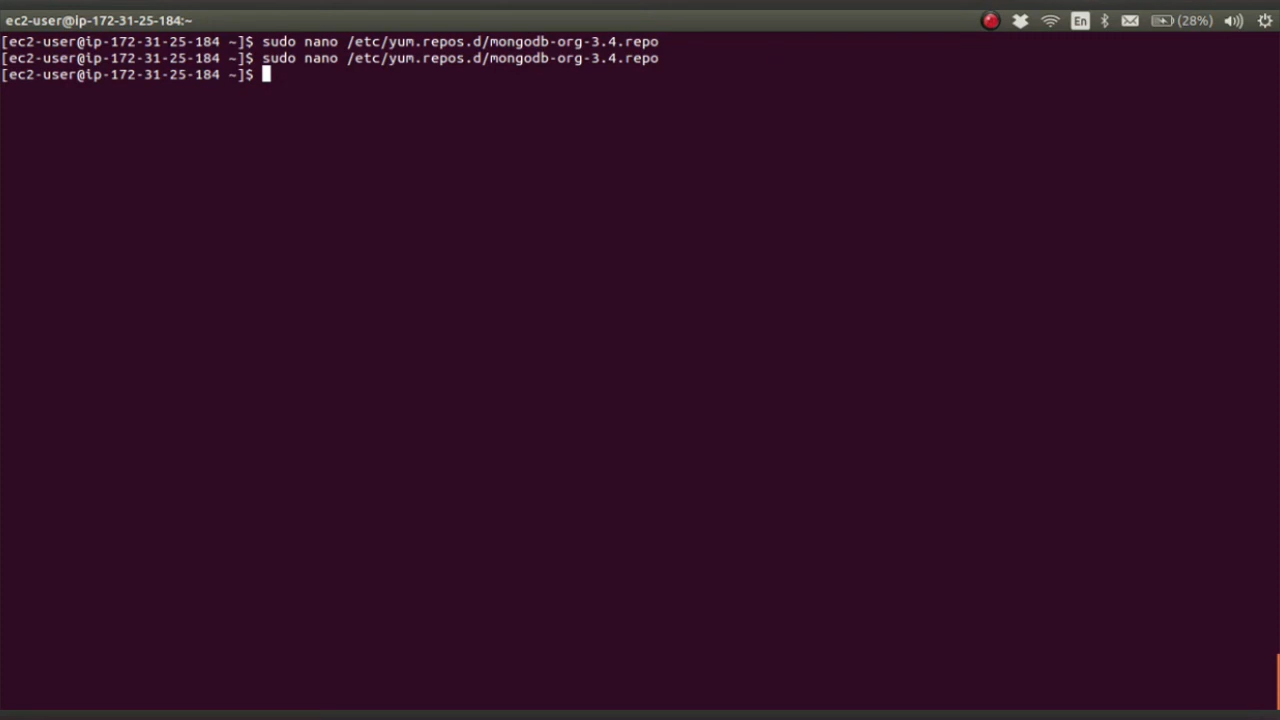 ec2-user@ip-172-31-25-184:~
En
(28%)
[ec2-user@ip-172-31-25-184 ~]$ sudo nano /etc/yum.repos.d/mongodb-org-3.4.repo
[ec2-user@ip-172-31-25-184 ~]$ sudo nano /etc/yum.repos.d/mongodb-org-3.4.repo
[ec2-user@ip-172-31-25-184 ~]$